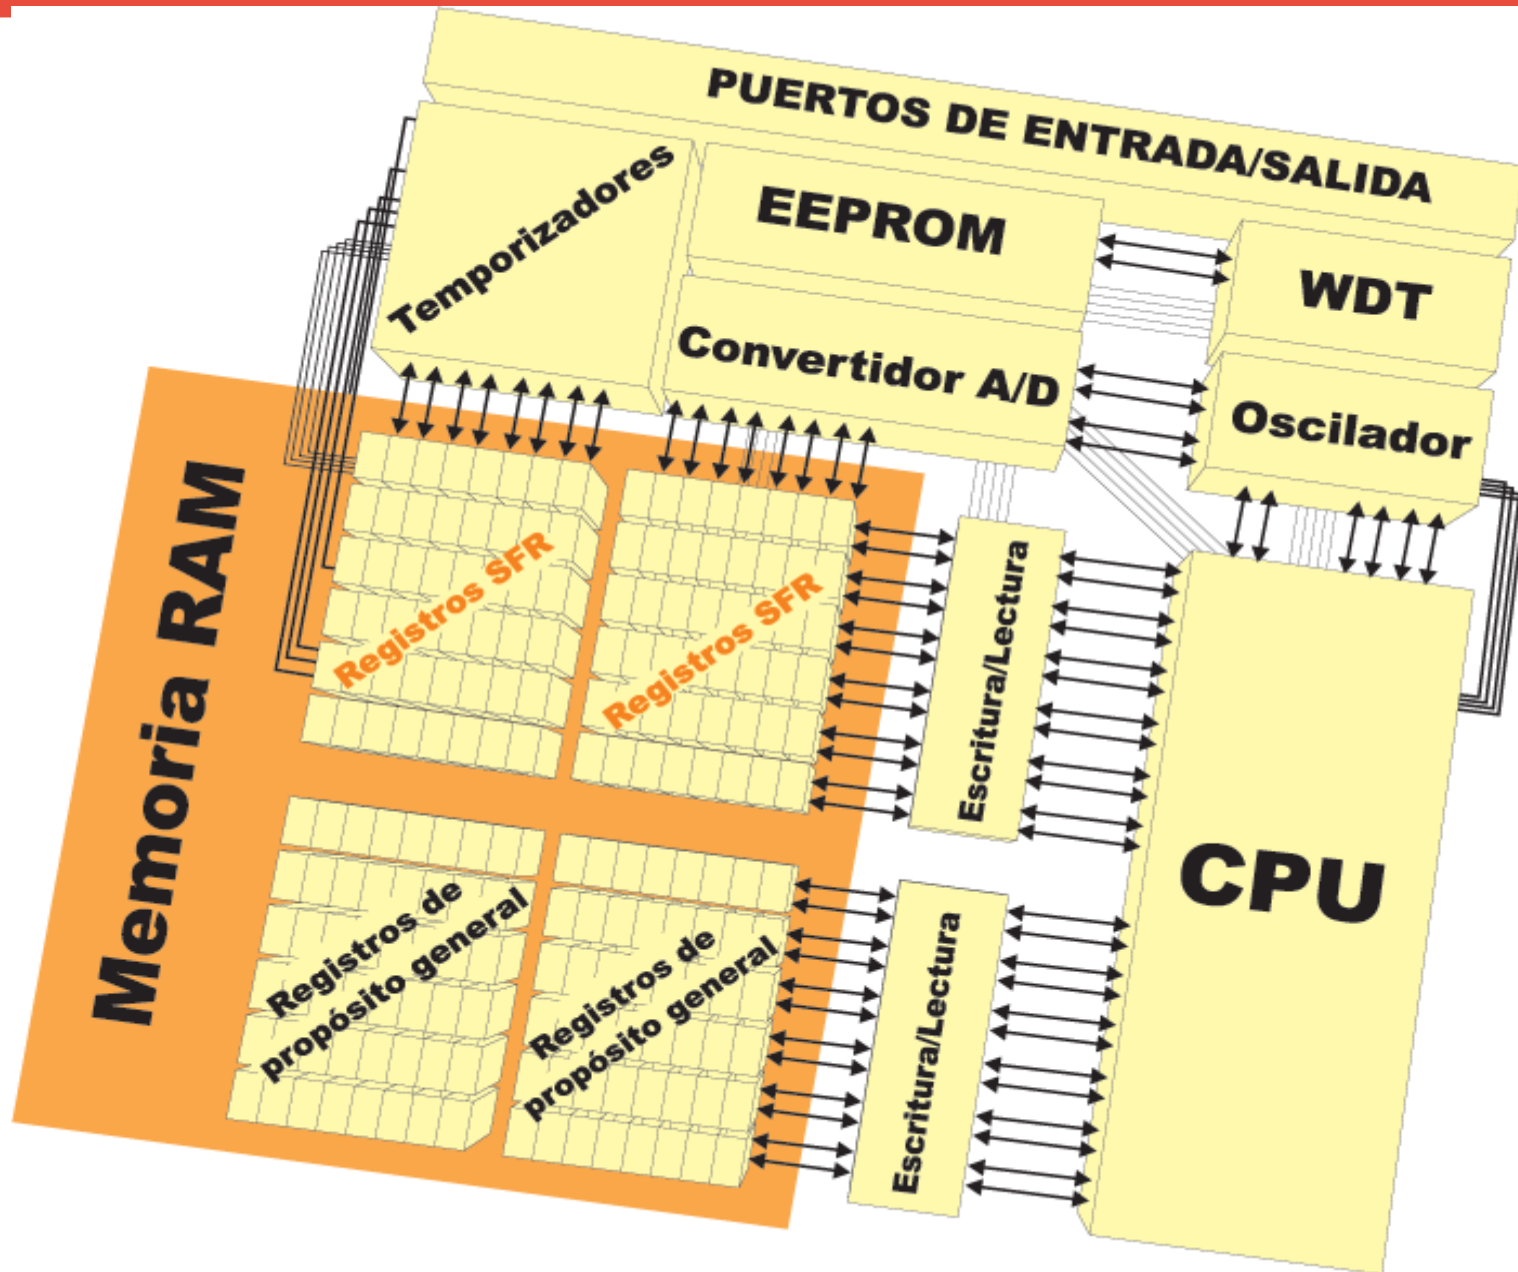 PUERTOS DE ENTRADA/SALIDA
Temporizadores
EEPROM
WDT
Convertidor A/D
Oscilador
Memoria RAM
Registros SFR
Registros SFR
Escritura/Lectura
CPU
Registros de
propósito general
Registros de
propósito general
Escritura/Lectura